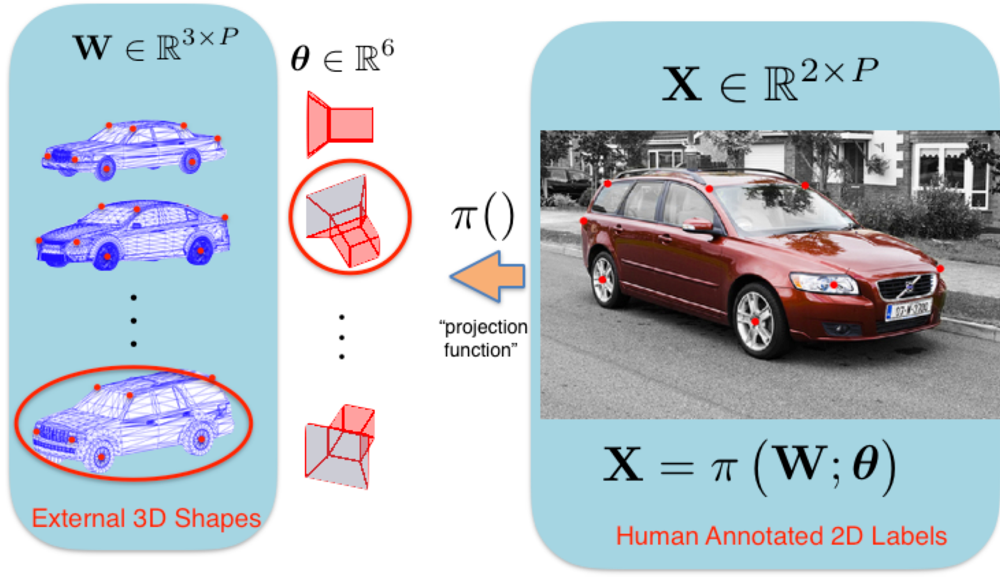 W ∈ ℝ^{3×P}
θ ∈ ℝ^6
X ∈ ℝ^{2×P}
π()
“projection
function”
X = π (W; θ)
External 3D Shapes
Human Annotated 2D Labels